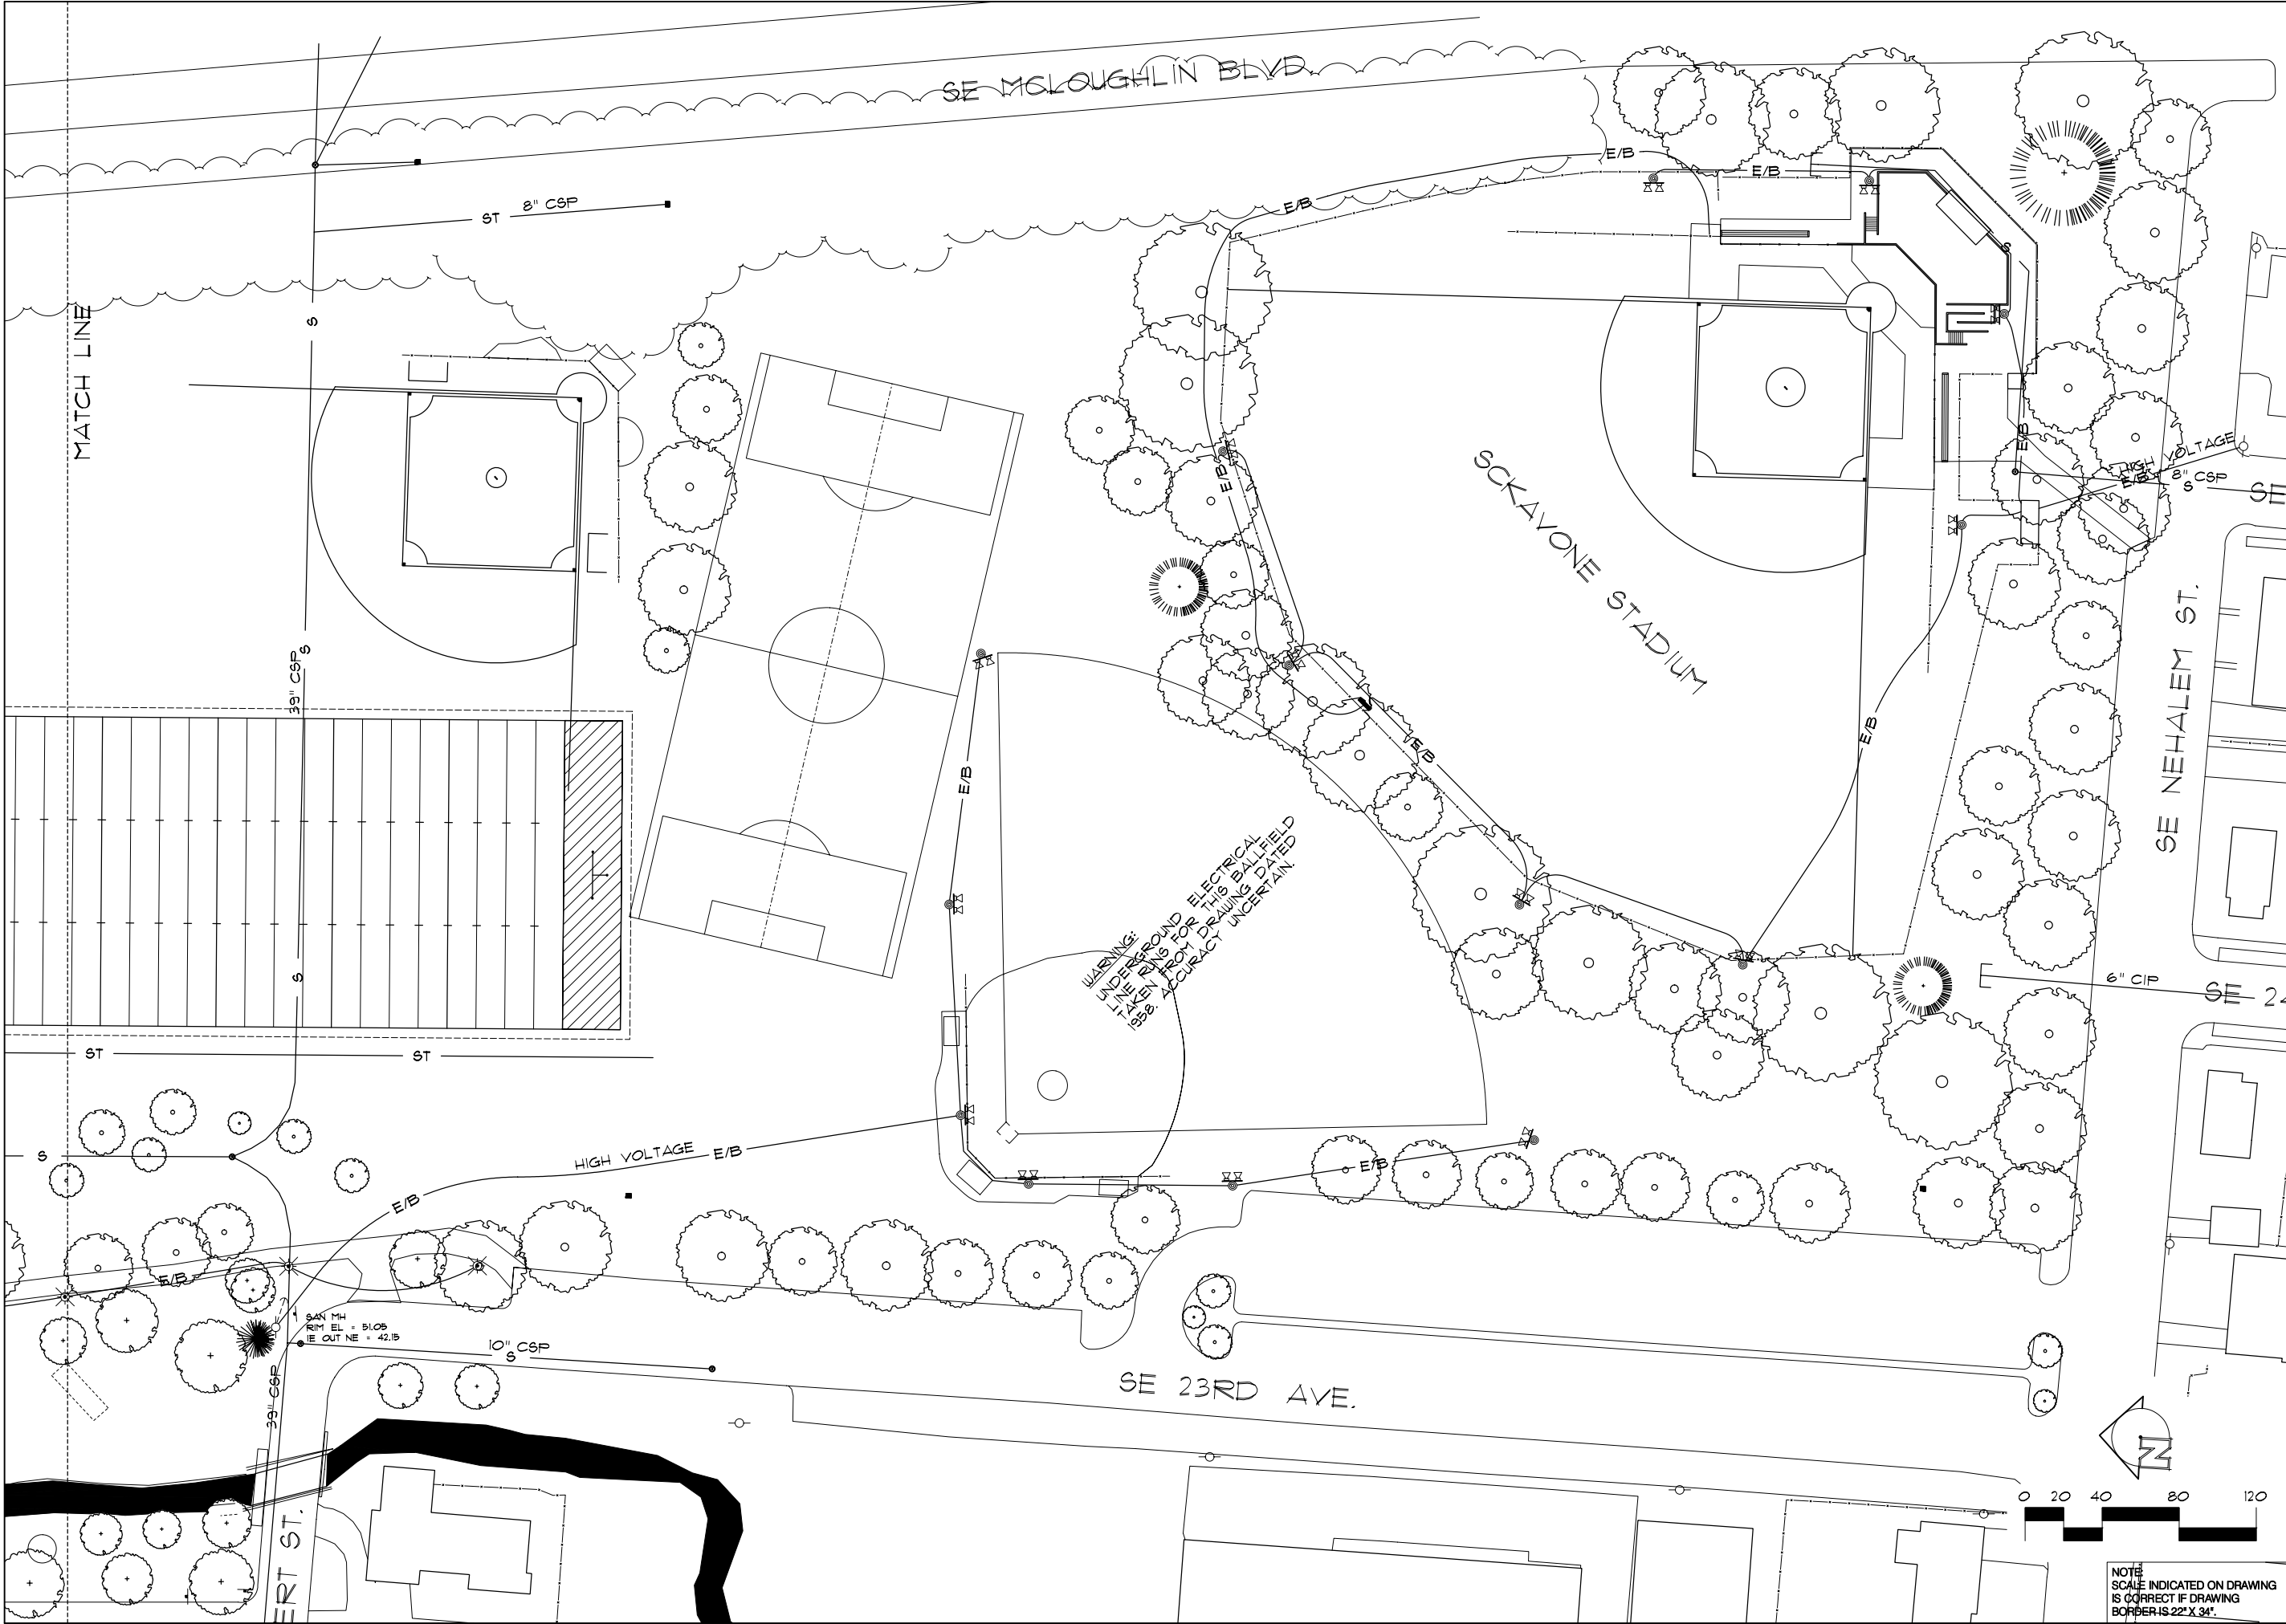 SE MCLOUGHLIN BLVD.
E/B
E/B
E/B
8" CSP
ST
S
MATCH LINE
S
E/B
HIGH VOLTAGE
E/B
8" CSP
S
SE
E/B
SCKAVONE STADIUM
SE NEHALEM ST.
39" CSP
S
E/B
E/B
E/B
WARNING:
UNDERGROUND ELECTRICAL
LINE RUNS FOR THIS BALLFIELD
TAKEN FROM DRAWING DATED
1958. ACCURACY UNCERTAIN.
S
6" CIP
SE 24
ST
ST
S
HIGH VOLTAGE
E/B
E/B
E/B
E/B
SAN MH
RIM EL = 51.05
IE OUT NE = 42.15
10" CSP
S
39" CSP
SE 23RD AVE.
N
0 20 40 80 120
ERT ST.
NOTE:
SCALE INDICATED ON DRAWING
IS CORRECT IF DRAWING
BORDER IS 22" X 34".